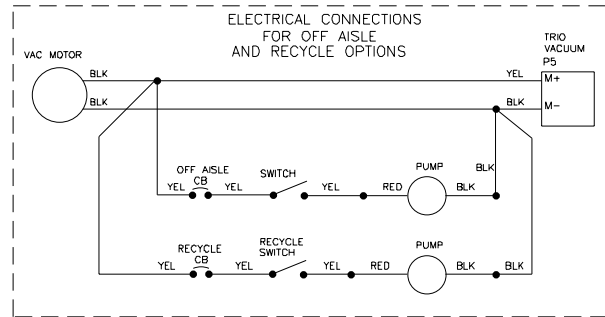 ELECTRICAL CONNECTIONS
FOR OFF AISLE
AND RECYCLE OPTIONS
TRIO
VACUUM
P5
VAC MOTOR
BLK
YEL
M+
BLK
BLK
M-
BLK
OFF AISLE
CB
SWITCH
PUMP
YEL
YEL
YEL
RED
BLK
RECYCLE
CB
RECYCLE
SWITCH
PUMP
YEL
YEL
YEL
RED
BLK
BLK